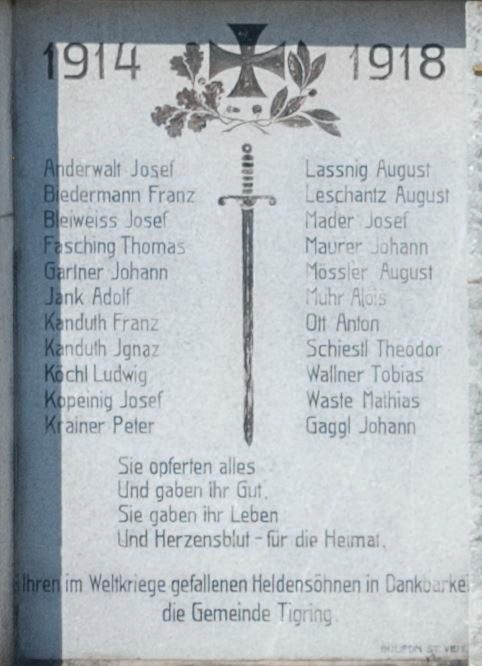 1914 1918
Anderwalt Josef
Biedermann Franz
Bleiweiss Josef
Fasching Thomas
Gartner Johann
Jank Adolf
Kanduth Franz
Kanduth Jgnaz
Köchl Ludwig
Kopeinig Josef
Krainer Peter
Lassnig August
Leschantz August
Mader Josef
Maurer Johann
Mössler August
Muhr Alois
Ott Anton
Schiestl Theodor
Wallner Tobias
Waste Mathias
Gaggl Johann
Sie opferten alles
Und gaben ihr Gut,
Sie gaben ihr Leben
Und Herzensblut - für die Heimat.
Ihren im Weltkriege gefallenen Heldensöhnen in Dankbarkei
die Gemeinde Tigring.
ST. VEIT